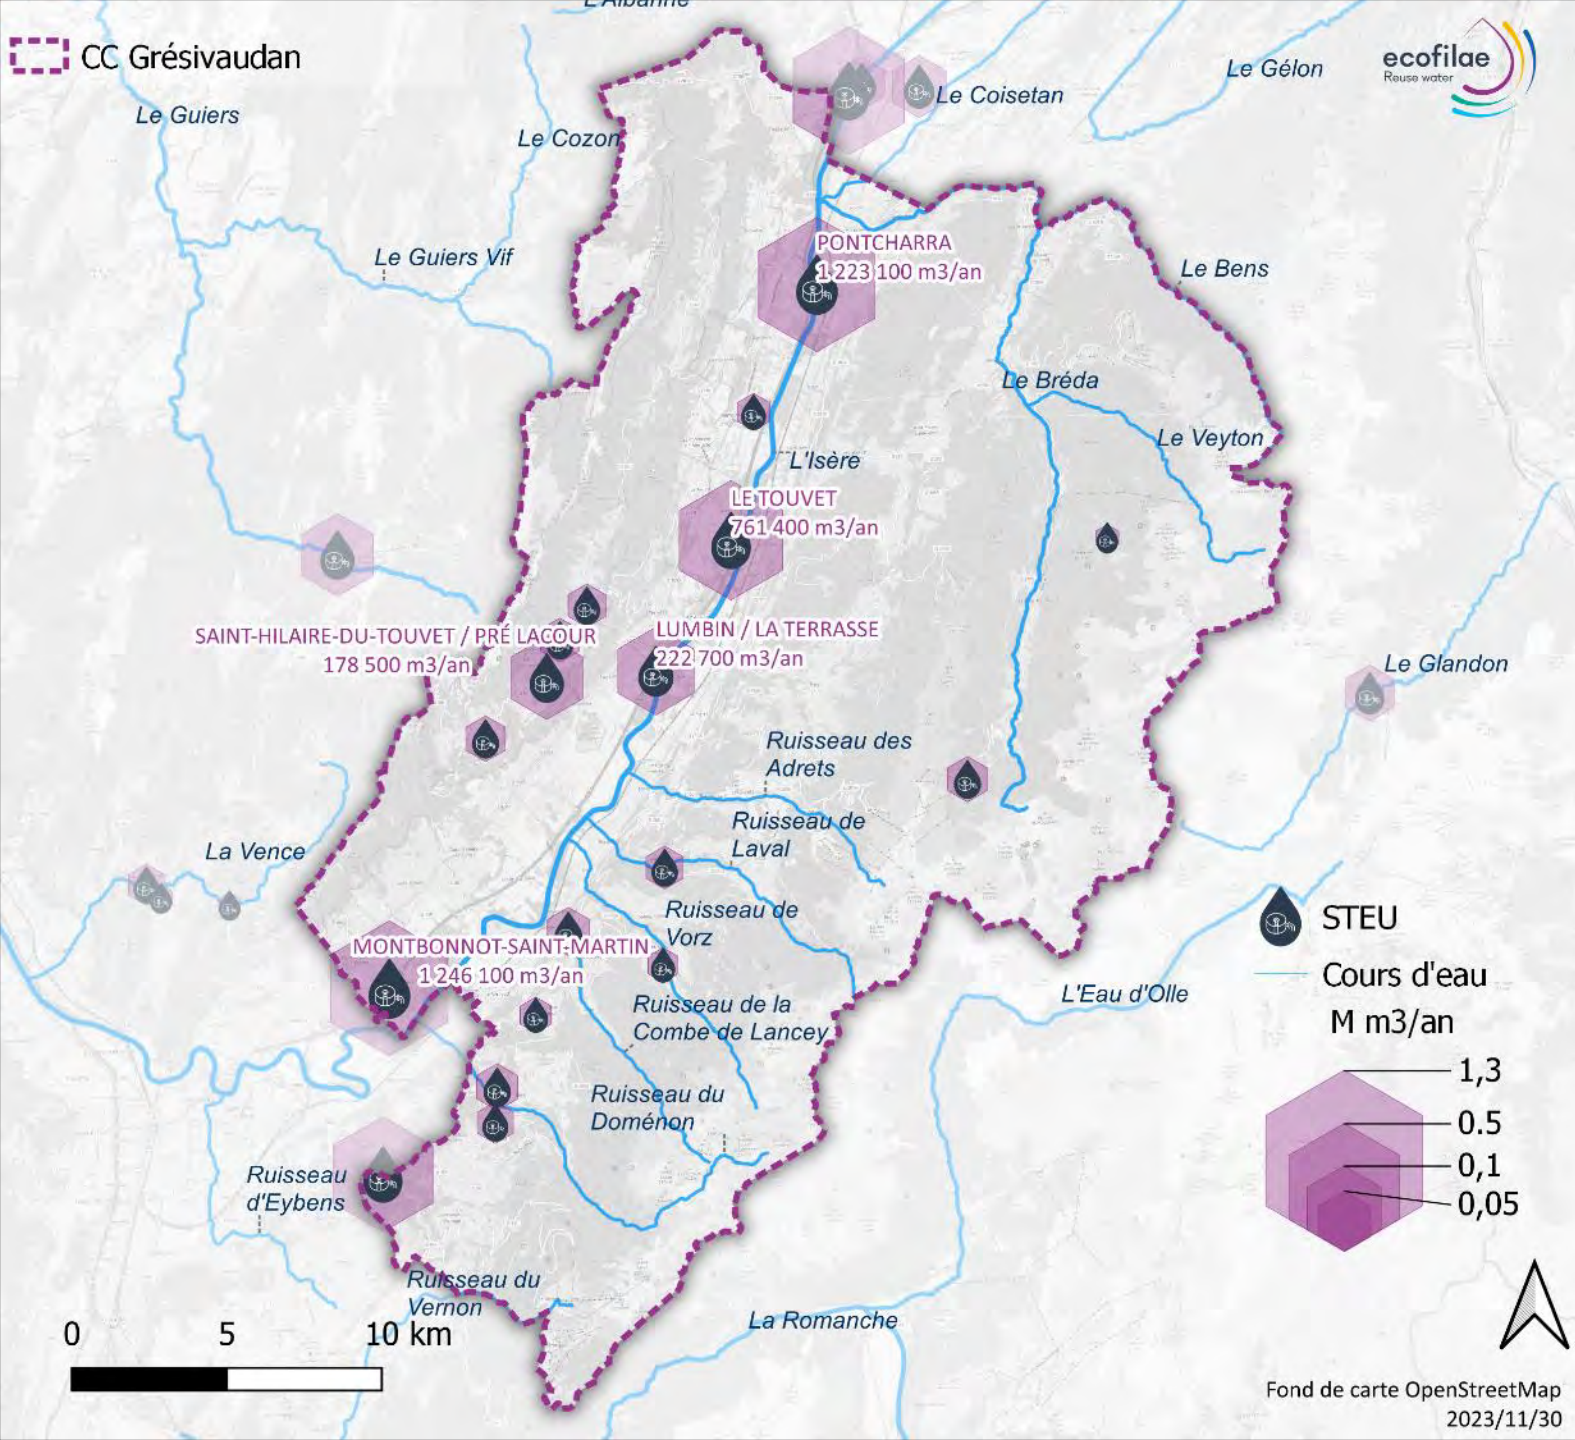 L'Albanne
CC Grésivaudan
ecofilae
Reuse water
Le Gélon
Le Coisetan
Le Guiers
Le Cozon
PONTCHARRA
1 223 100 m3/an
Le Guiers Vif
Le Bens
Le Bréda
Le Veyton
L'Isère
LE TOUVET
761 400 m3/an
SAINT-HILAIRE-DU-TOUVET / PRÉ LACOUR
178 500 m3/an
LUMBIN / LA TERRASSE
222 700 m3/an
Le Glandon
Ruisseau des
Adrets
Ruisseau de
Laval
La Vence
Ruisseau de
Vorz
MONTBONNOT-SAINT-MARTIN
1 246 100 m3/an
Ruisseau de la
Combe de Lancey
L'Eau d'Olle
Ruisseau du
Doménon
Ruisseau
d'Eybens
Ruisseau du
Vernon
La Romanche
STEU
Cours d'eau
M m3/an
1,3
0.5
0,1
0,05
0 5 10 km
Fond de carte OpenStreetMap
2023/11/30